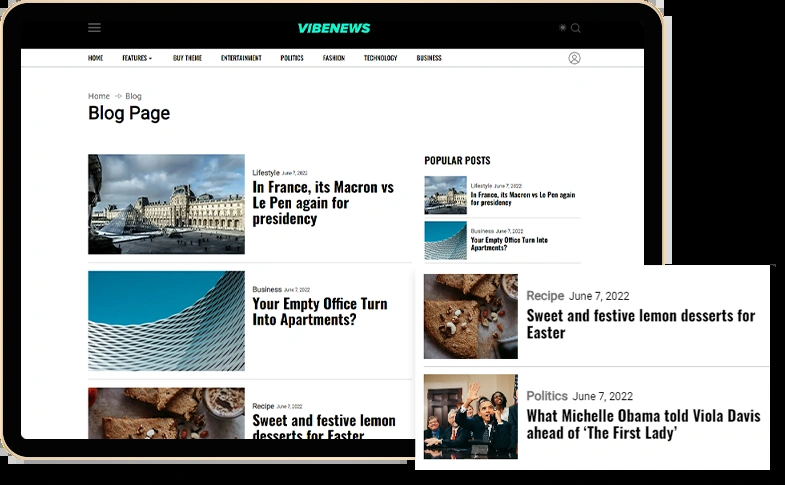 VIBENEWS
HOME FEATURES BUY THEME ENTERTAINMENT POLITICS FASHION TECHNOLOGY BUSINESS
Home Blog
Blog Page
Lifestyle June 7, 2022
In France, its Macron vs
Le Pen again for
presidency
Business June 7, 2022
Your Empty Office Turn
Into Apartments?
Recipe June 7, 2022
Sweet and festive lemon
desserts for Easter
POPULAR POSTS
Lifestyle June 7, 2022
In France, its Macron vs Le Pen again
for presidency
Business June 7, 2022
Your Empty Office Turn Into
Apartments?
Recipe June 7, 2022
Sweet and festive lemon desserts for
Easter
Politics June 7, 2022
What Michelle Obama told Viola Davis
ahead of ‘The First Lady’